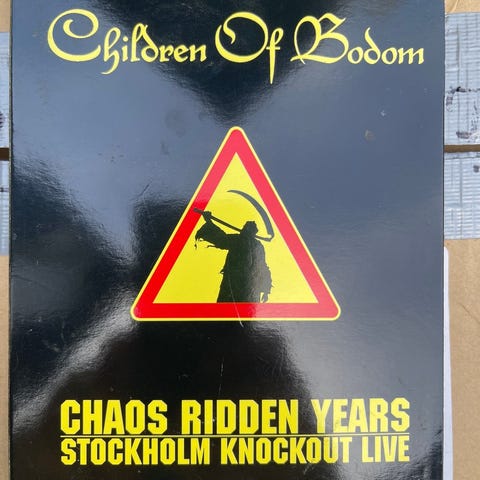 Children Of Bodom
CHAOS RIDDEN YEARS
STOCKHOLM KNOCKOUT LIVE